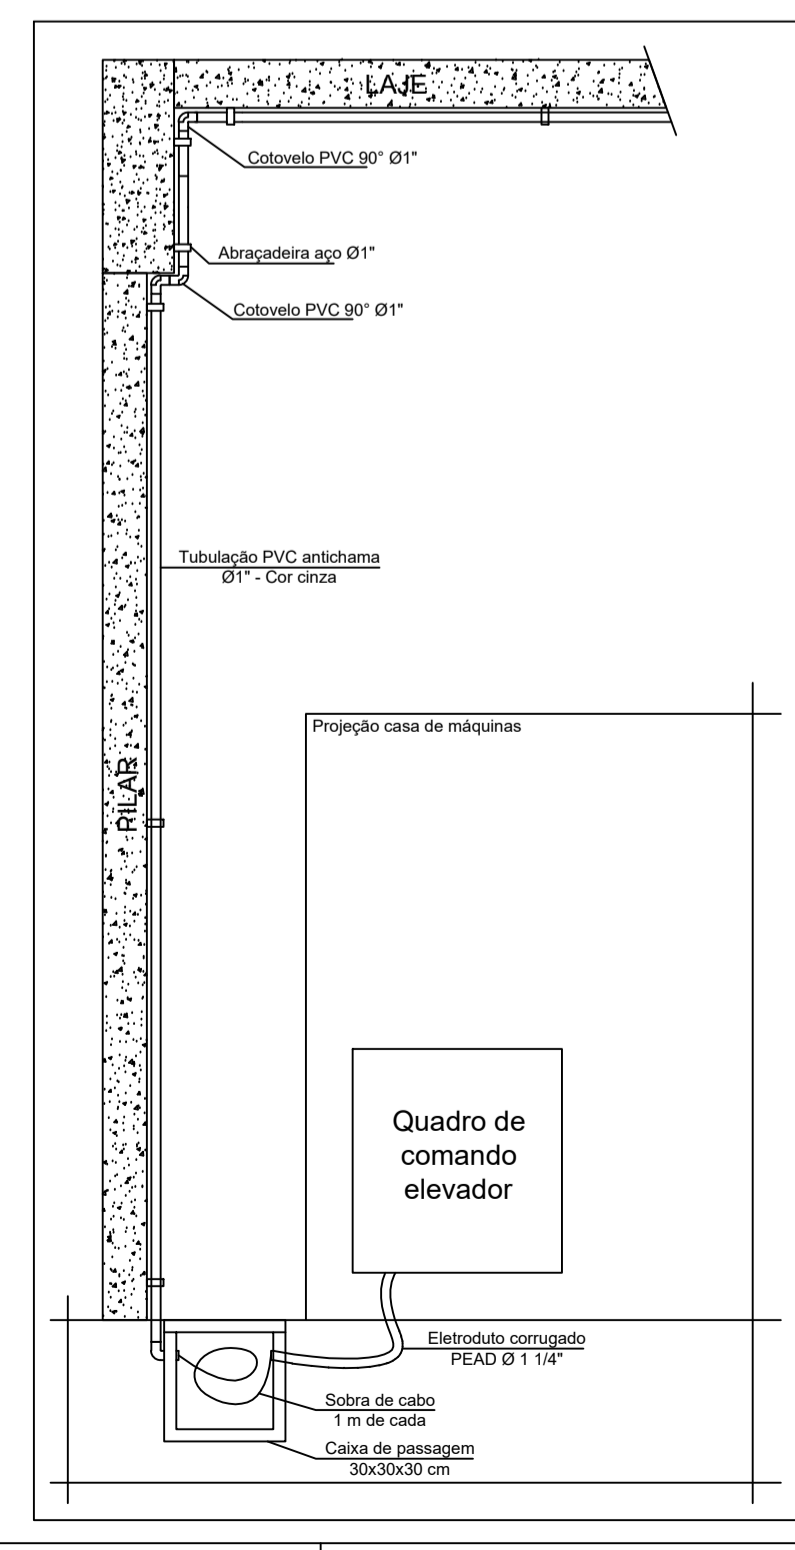 LAJE
Cotovelo PVC 90° Ø1"
Abraçadeira aço Ø1"
Cotovelo PVC 90° Ø1"
Tubulação PVC antichama
Ø1" - Cor cinza
Projeção casa de máquinas
PILAR
Quadro de
comando
elevador
Eletroduto corrugado
PEAD Ø 1 1/4"
Sobra de cabo
1 m de cada
Caixa de passagem
30x30x30 cm